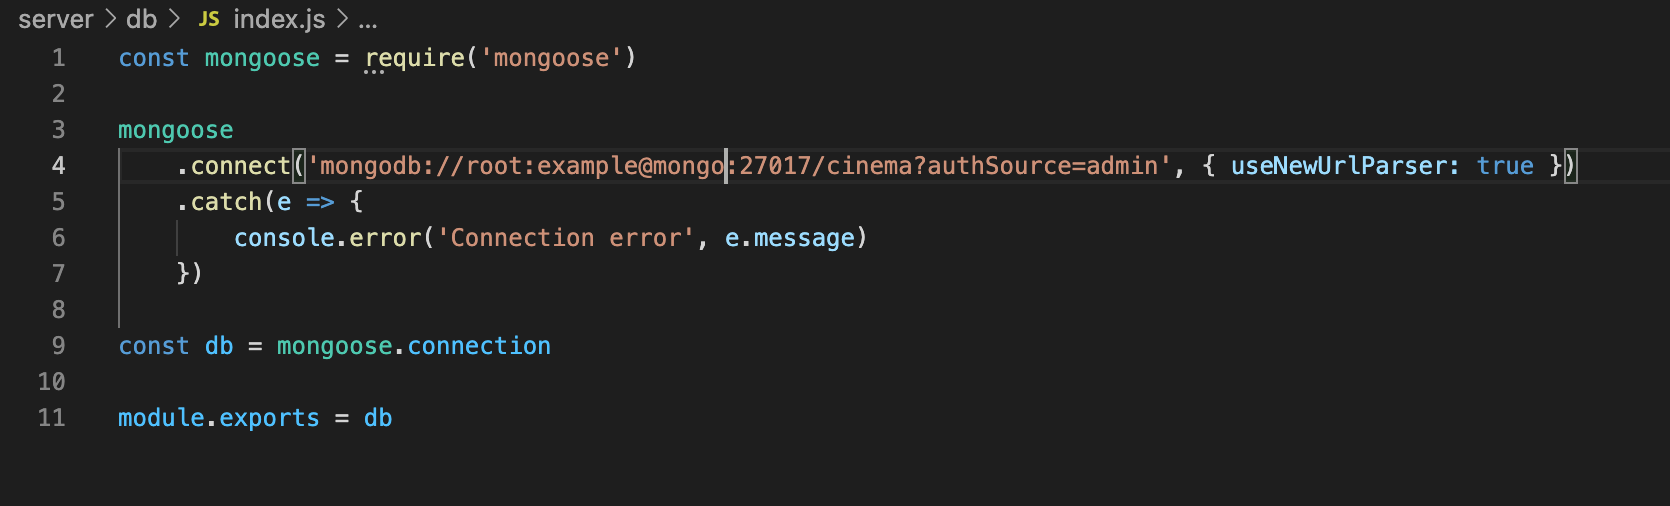 server > db > JS index.js > ...
1 const mongoose = require('mongoose')
2
3 mongoose
4 .connect('mongodb://root:example@mongo:27017/cinema?authSource=admin', { useNewUrlParser: true })
5 .catch(e => {
6 console.error('Connection error', e.message)
7 })
8
9 const db = mongoose.connection
10
11 module.exports = db